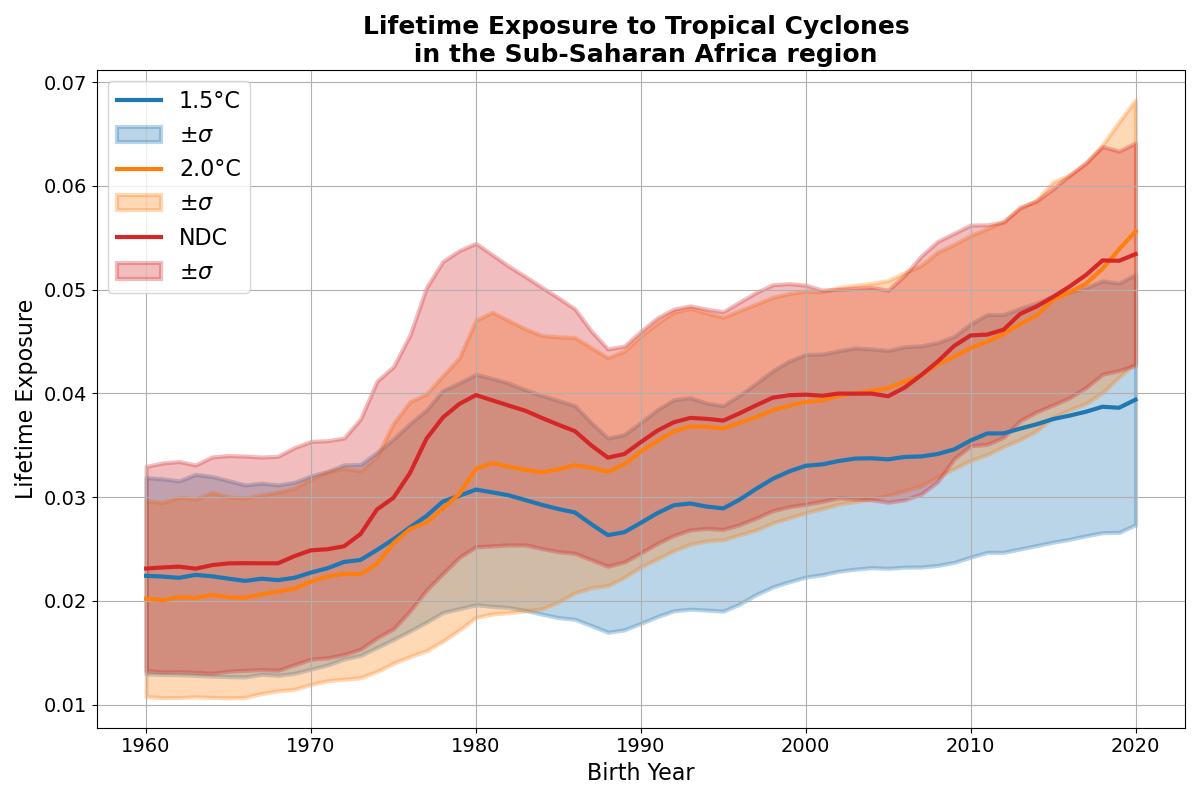 Lifetime Exposure to Tropical Cyclones
in the Sub-Saharan Africa region
0.07
0.06
0.05
0.04
0.03
0.02
0.01
Lifetime Exposure
1.5°C
±σ
2.0°C
±σ
NDC
±σ
1960
1970
1980
1990
2000
2010
2020
Birth Year